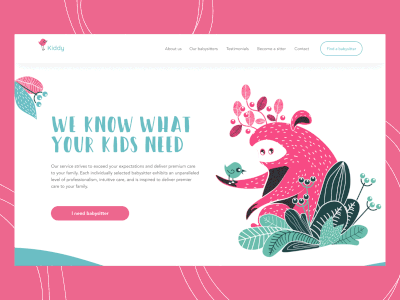 Kiddy
About us
Our babysitters
Testimonials
Become a sitter
Contact
Find a babysitter
WE KNOW WHAT
YOUR KIDS NEED
Our service strives to exceed your expectations and deliver premium care
to your family. Each individually selected babysitter exhibits an unparalleled
level of professionalism, intuitive care, and is inspired to deliver premier
care to your family.
I need babysitter